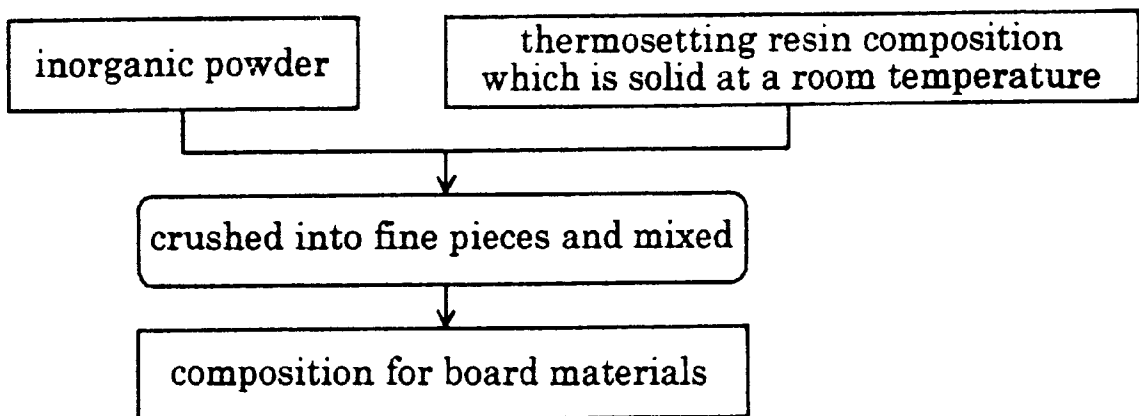 inorganic powder
thermosetting resin composition
which is solid at a room temperature
crushed into fine pieces and mixed
composition for board materials